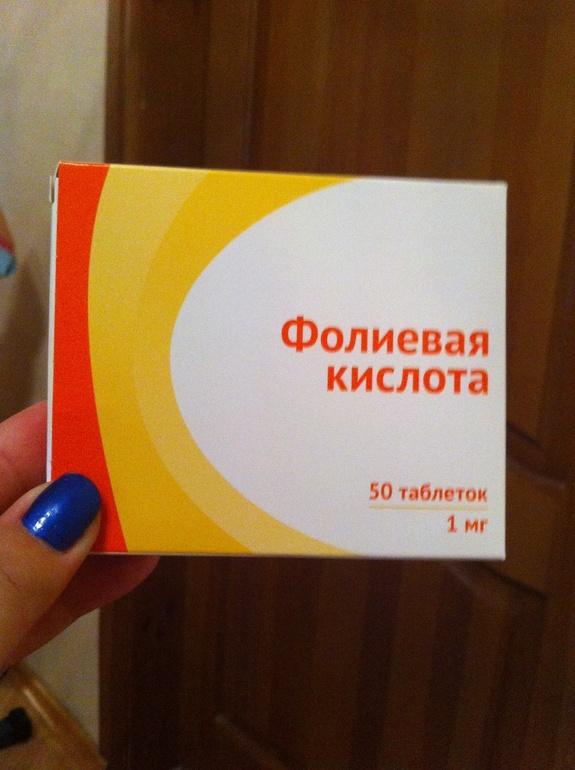 Фолиевая
кислота
50 таблеток
1 мг